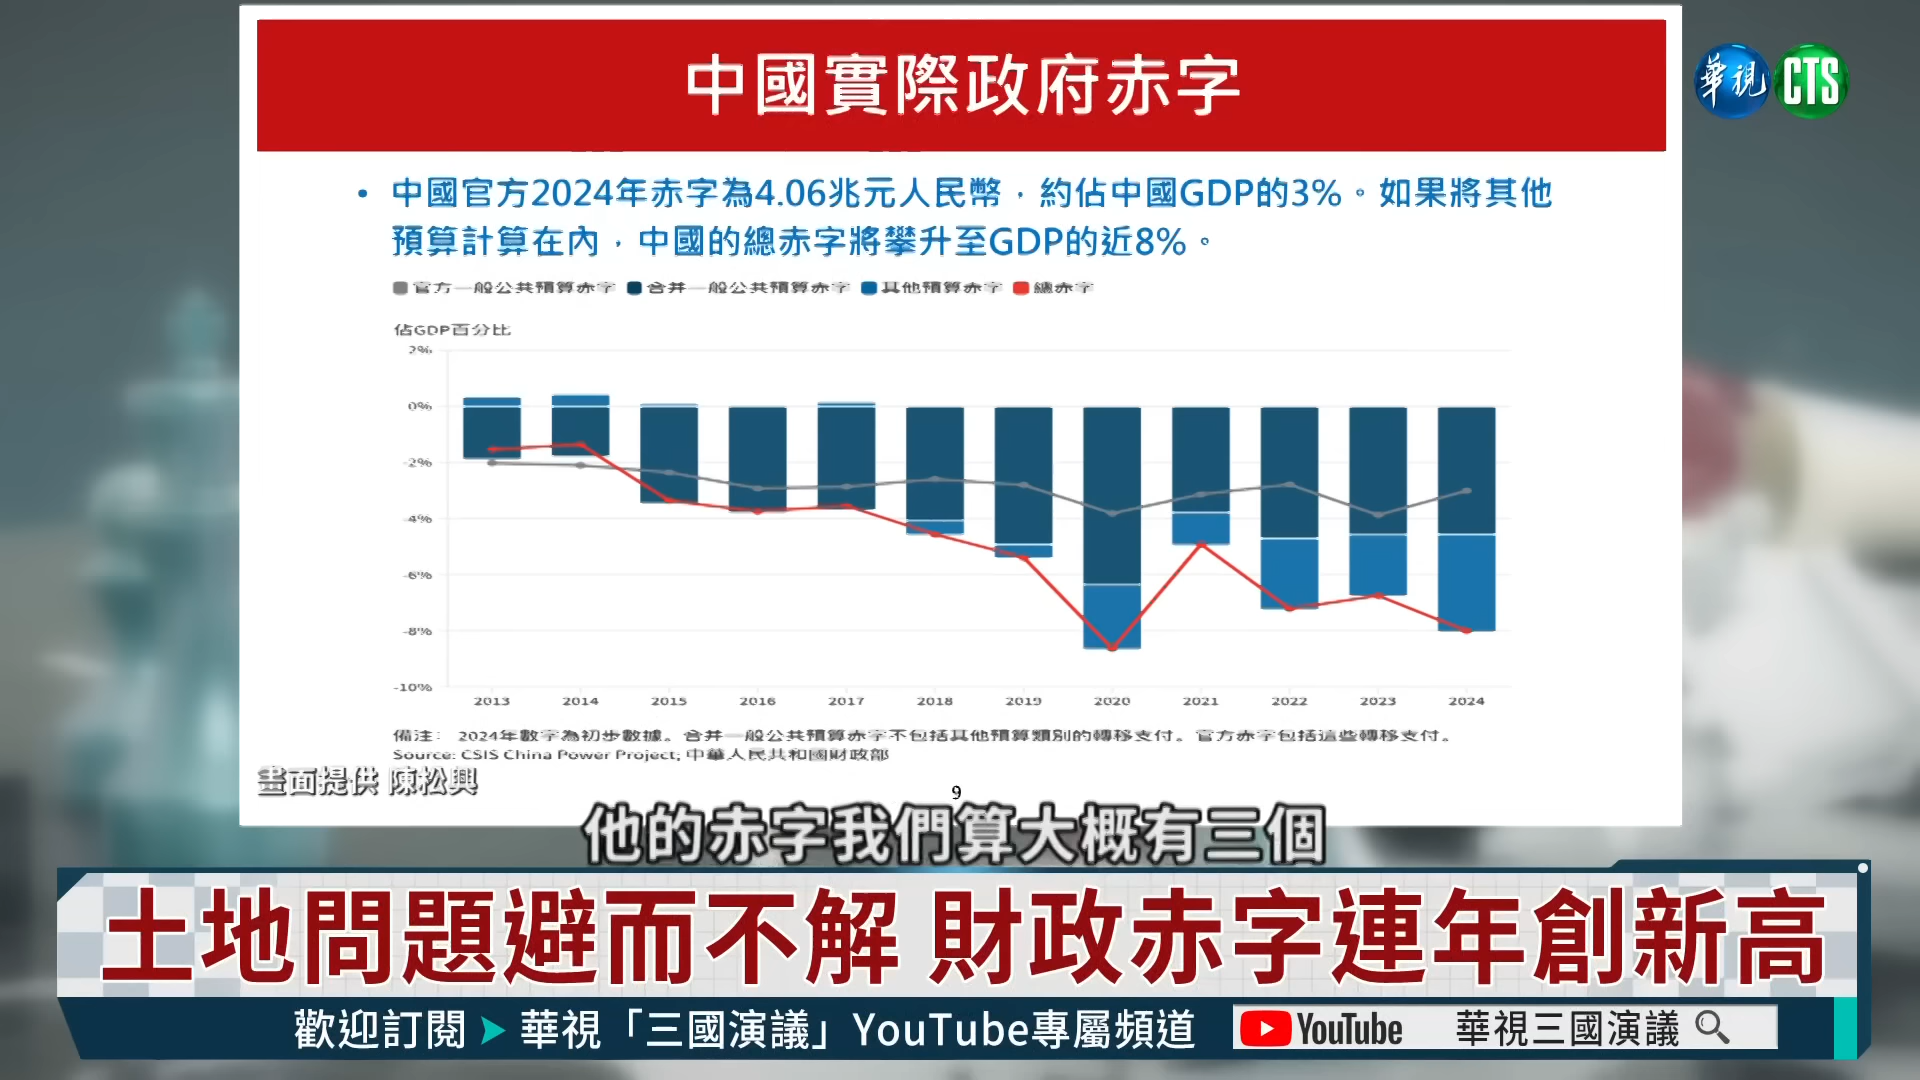 中國實際政府赤字
華視 CTS
• 中國官方2024年赤字為4.06兆元人民幣，約佔中國GDP的3%。如果將其他
預算計算在內，中國的總赤字將攀升至GDP的近8%。
官方一般公共預算赤字 合并一般公共預算赤字 其他預算赤字 總赤字
佔GDP百分比
2%
0%
-2%
-4%
-6%
-8%
-10%
2013 2014 2015 2016 2017 2018 2019 2020 2021 2022 2023 2024
備注： 2024年數字為初步數據。合并一般公共預算赤字不包括其他預算類別的轉移支付。官方赤字包括這些轉移支付。
Source: CSIS China Power Project; 中華人民共和國財政部
畫面提供 陳松興
9
他的赤字我們算大概有三個
土地問題避而不解 財政赤字連年創新高
歡迎訂閱 華視「三國演議」YouTube專屬頻道 YouTube 華視三國演議